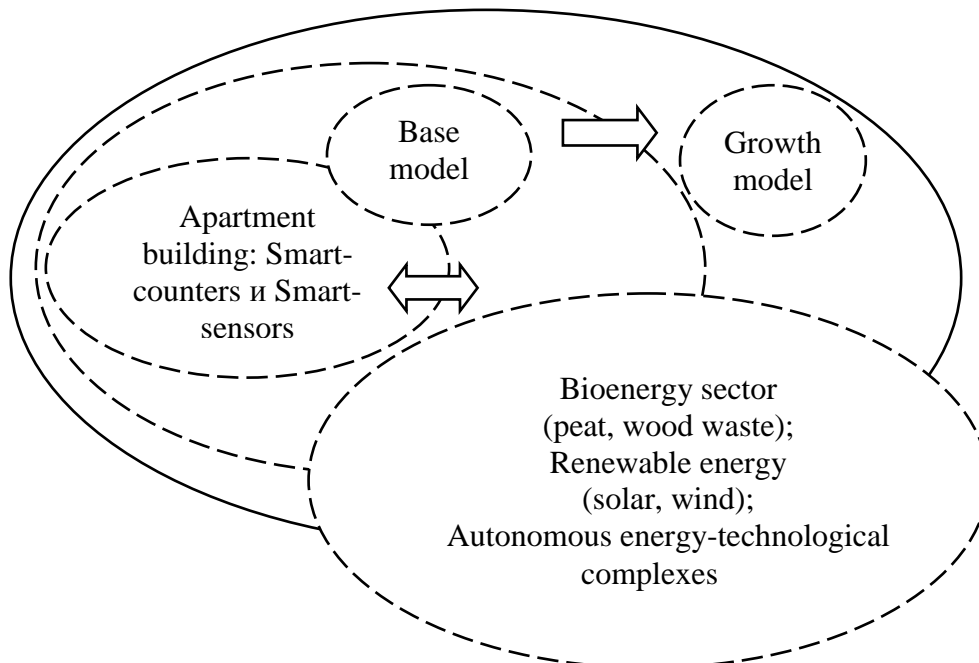 Base
model
Growth
model
Apartment
building: Smart-
counters и Smart-
sensors
Bioenergy sector
(peat, wood waste);
Renewable energy
(solar, wind);
Autonomous energy-technological
complexes